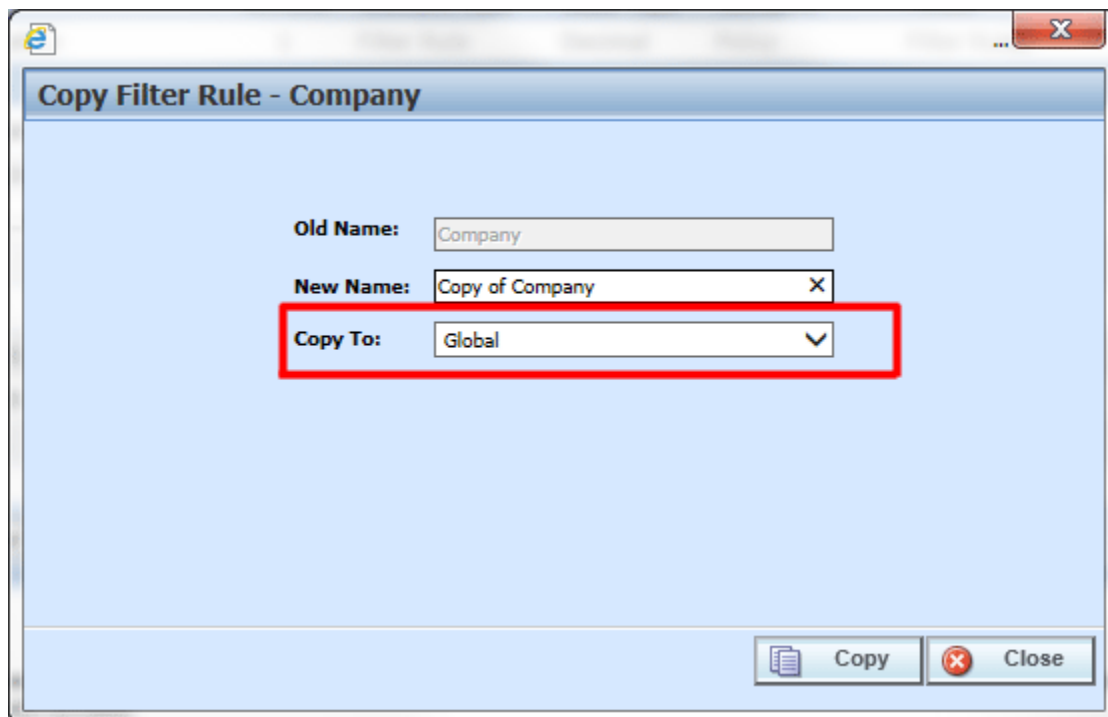 ...
Copy Filter Rule - Company
Old Name: Company
New Name: Copy of Company
Copy To: Global
Copy Close